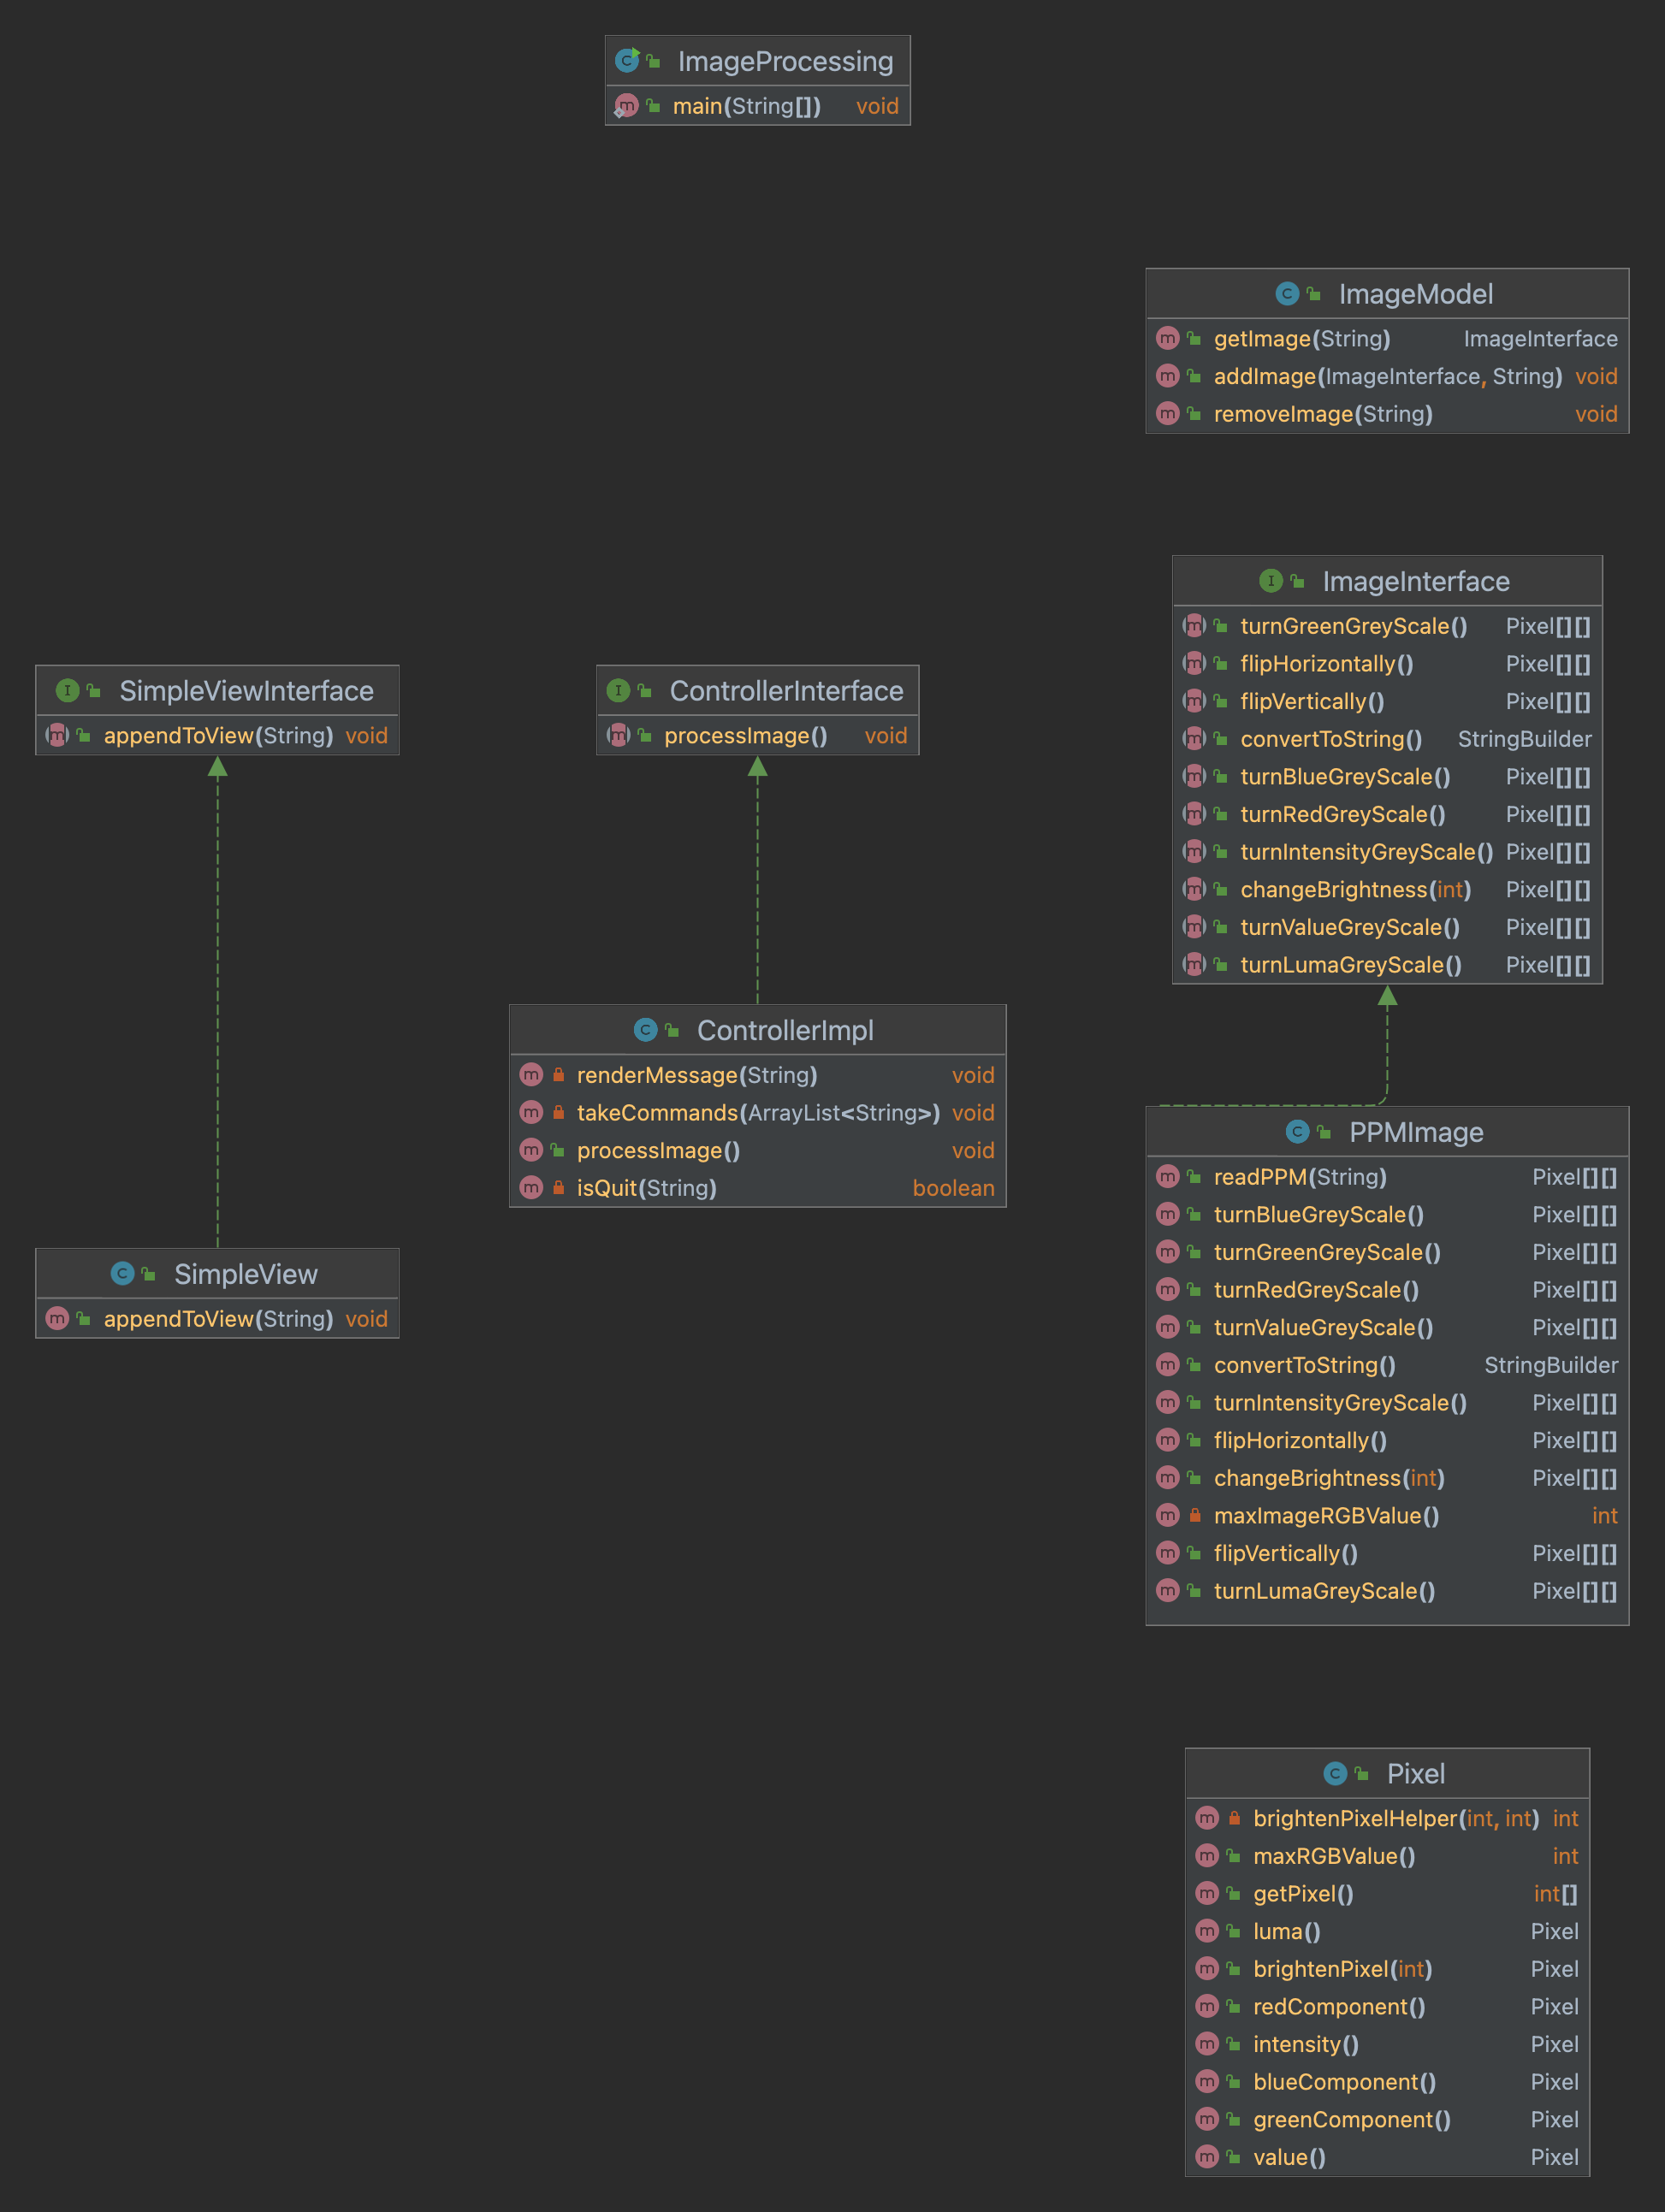 ImageProcessing
main(String[]) void
ImageModel
getImage(String) ImageInterface
addImage(ImageInterface, String) void
removeImage(String) void
ImageInterface
turnGreenGreyScale() Pixel[][]
flipHorizontally() Pixel[][]
flipVertically() Pixel[][]
convertToString() StringBuilder
turnBlueGreyScale() Pixel[][]
turnRedGreyScale() Pixel[][]
turnIntensityGreyScale() Pixel[][]
changeBrightness(int) Pixel[][]
turnValueGreyScale() Pixel[][]
turnLumaGreyScale() Pixel[][]
SimpleViewInterface
appendToView(String) void
ControllerInterface
processImage() void
ControllerImpl
renderMessage(String) void
takeCommands(ArrayList<String>) void
processImage() void
isQuit(String) boolean
SimpleView
appendToView(String) void
PPMImage
readPPM(String) Pixel[][]
turnBlueGreyScale() Pixel[][]
turnGreenGreyScale() Pixel[][]
turnRedGreyScale() Pixel[][]
turnValueGreyScale() Pixel[][]
convertToString() StringBuilder
turnIntensityGreyScale() Pixel[][]
flipHorizontally() Pixel[][]
changeBrightness(int) Pixel[][]
maxImageRGBValue() int
flipVertically() Pixel[][]
turnLumaGreyScale() Pixel[][]
Pixel
brightenPixelHelper(int, int) int
maxRGBValue() int
getPixel() int[]
luma() Pixel
brightenPixel(int) Pixel
redComponent() Pixel
intensity() Pixel
blueComponent() Pixel
greenComponent() Pixel
value() Pixel